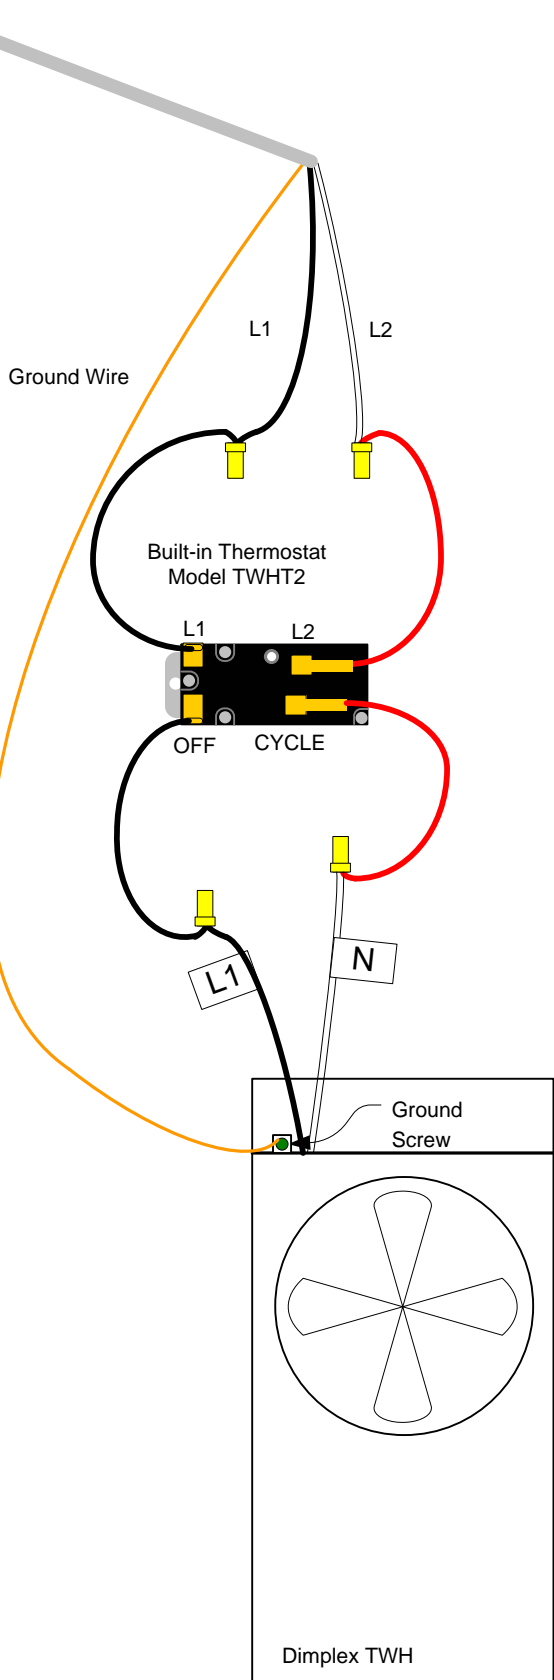 L1
L2
Ground Wire
Built-in Thermostat
Model TWHT2
L1
L2
OFF
CYCLE
N
L1
Ground
Screw
Dimplex TWH